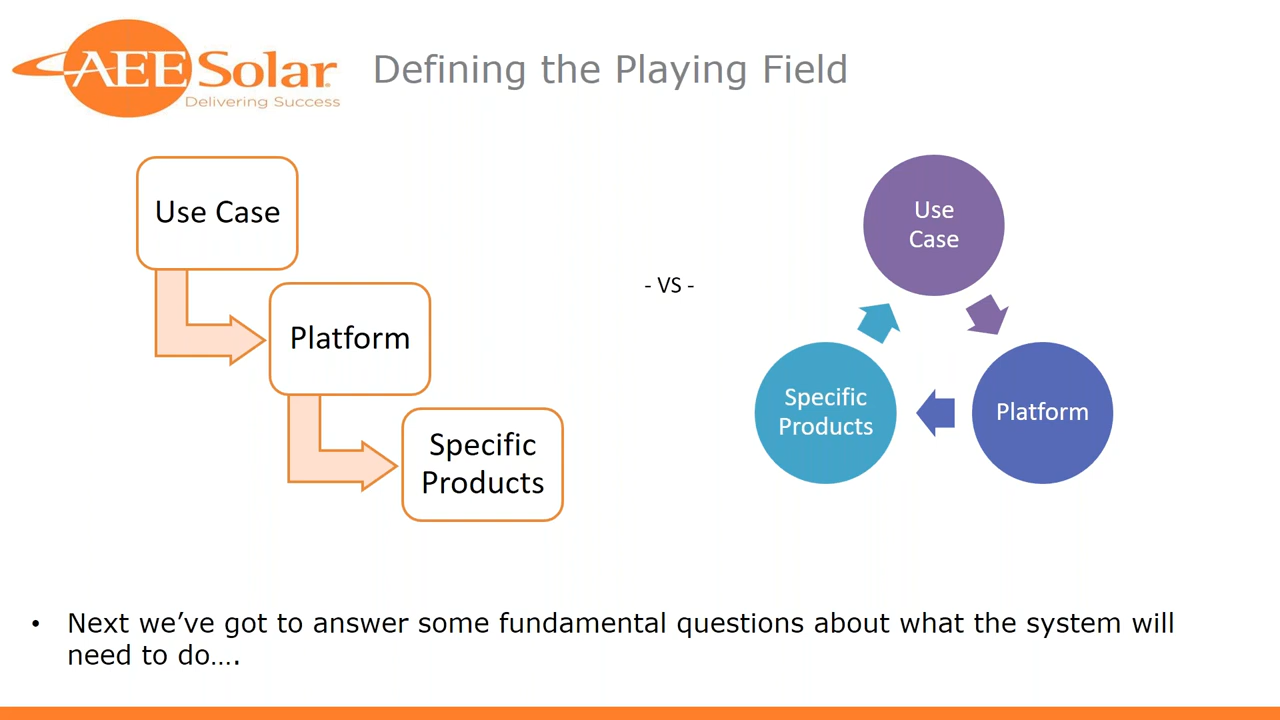 AEE Solar
Delivering Success
Defining the Playing Field
Use Case
Platform
Specific
Products
- VS -
Use
Case
Specific
Products
Platform
• Next we’ve got to answer some fundamental questions about what the system will
need to do….